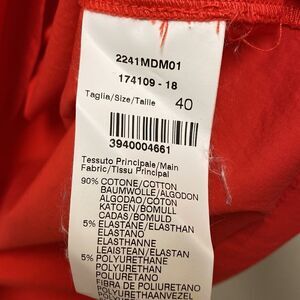 2241MDM01
174109 - 18
Taglia/Size/Taille 40
3940004661
Tessuto Principale/Main
Fabric/Tissu Principal
90% COTONE/COTTON
BAUMWOLLE/ALGODON
ALGODAO/COTON
KATOEN/BOMULL
CADAS/BOMULD
5% ELASTANE/ELASTHAN
ELASTANO
ELASTHANNE
LEAISTEAN/ELASTAN
5% POLYURETHANE
POLYURETHAN
POLIURETANO
FIBRA DE POLIURETANO
POLYURETHAANVEZEL